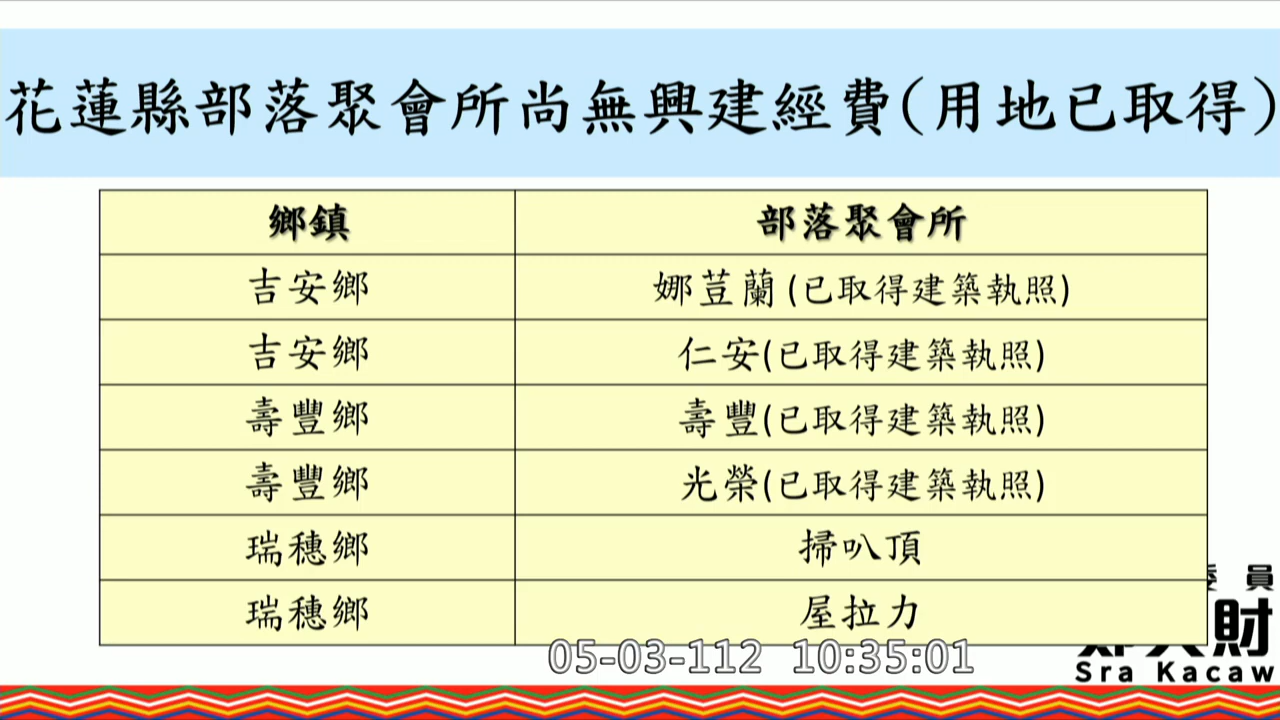 花蓮縣部落聚會所尚無興建經費(用地已取得)
鄉鎮 部落聚會所
吉安鄉 娜荳蘭(已取得建築執照)
吉安鄉 仁安(已取得建築執照)
壽豐鄉 壽豐(已取得建築執照)
壽豐鄉 光榮(已取得建築執照)
瑞穗鄉 掃叭頂
瑞穗鄉 屋拉力
委員
財
Sra Kacaw
05-03-112 10:35:01